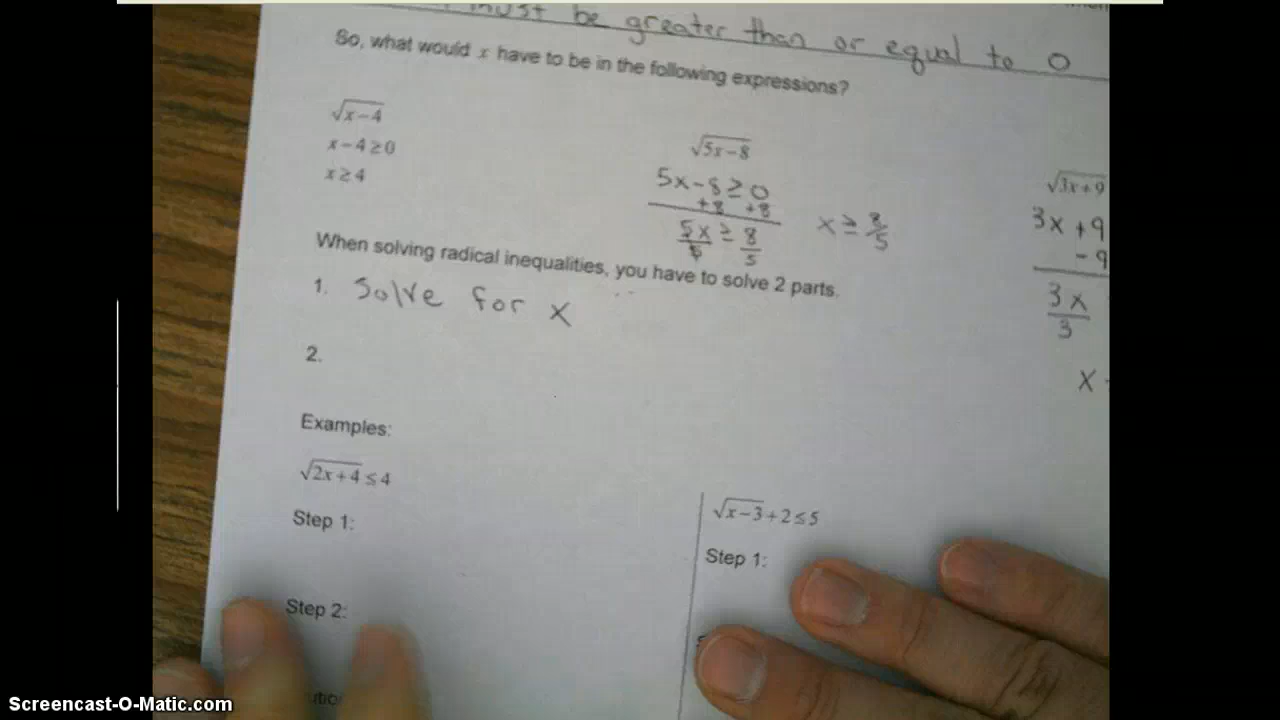 must be greater than or equal to 0
So, what would x have to be in the following expressions?
√x-4
x-4≥0
x≥4
√5x-8
5x-8≥0
+8 +8
5x/5 ≥ 8/5
x ≥ 8/5
√3x+9
3x+9
-9
3x/3
x
When solving radical inequalities, you have to solve 2 parts.
1. Solve for x
2.
Examples:
√2x+4≤4
Step 1:
Step 2:
√x-3+2≤5
Step 1:
Screencast-O-Matic.com